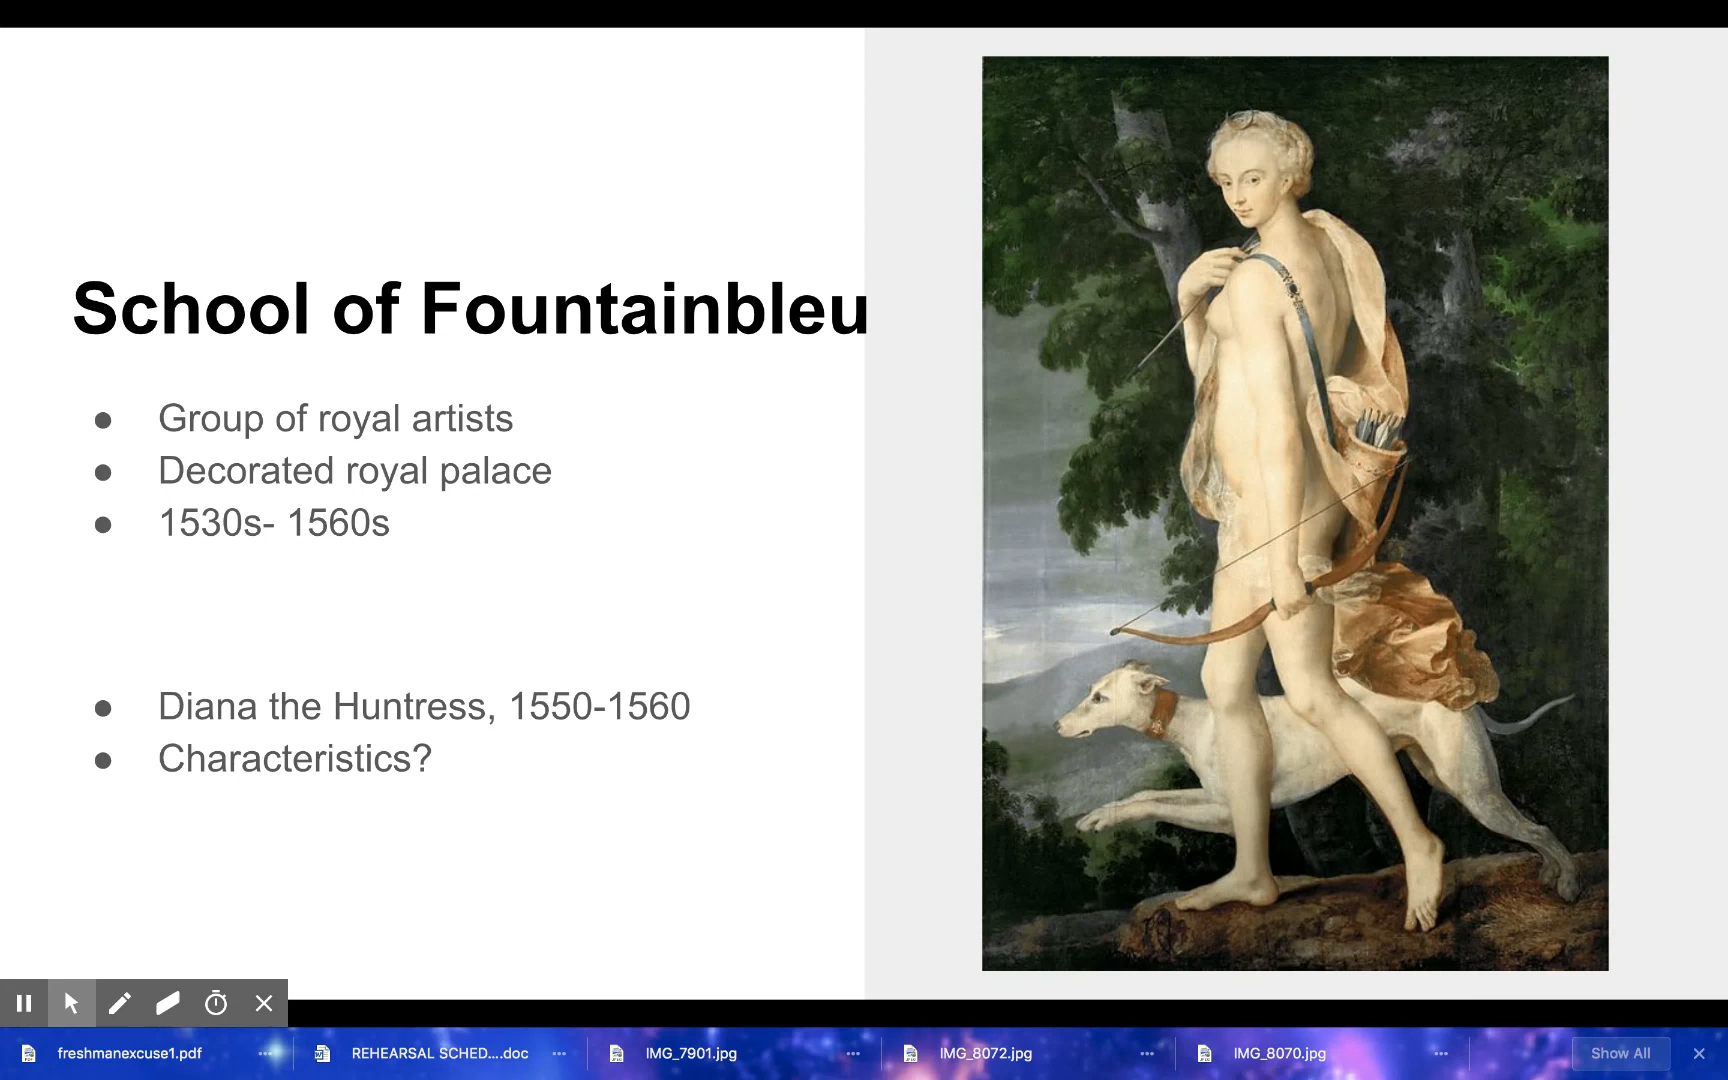 School of Fountainbleu
● Group of royal artists
● Decorated royal palace
● 1530s- 1560s
● Diana the Huntress, 1550-1560
● Characteristics?
freshmanexcuse1.pdf
REHEARSAL SCHED....doc
IMG_7901.jpg
IMG_8072.jpg
IMG_8070.jpg
Show All